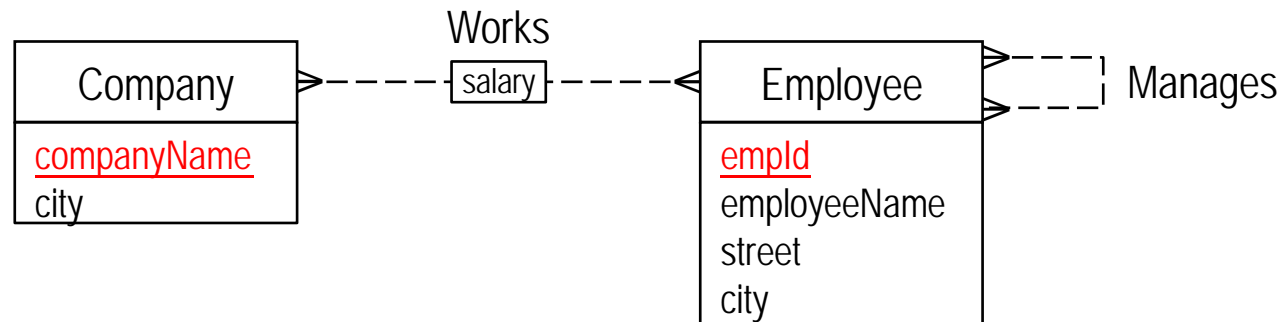 Works
Company
salary
Employee
Manages
companyName
city
empId
employeeName
street
city